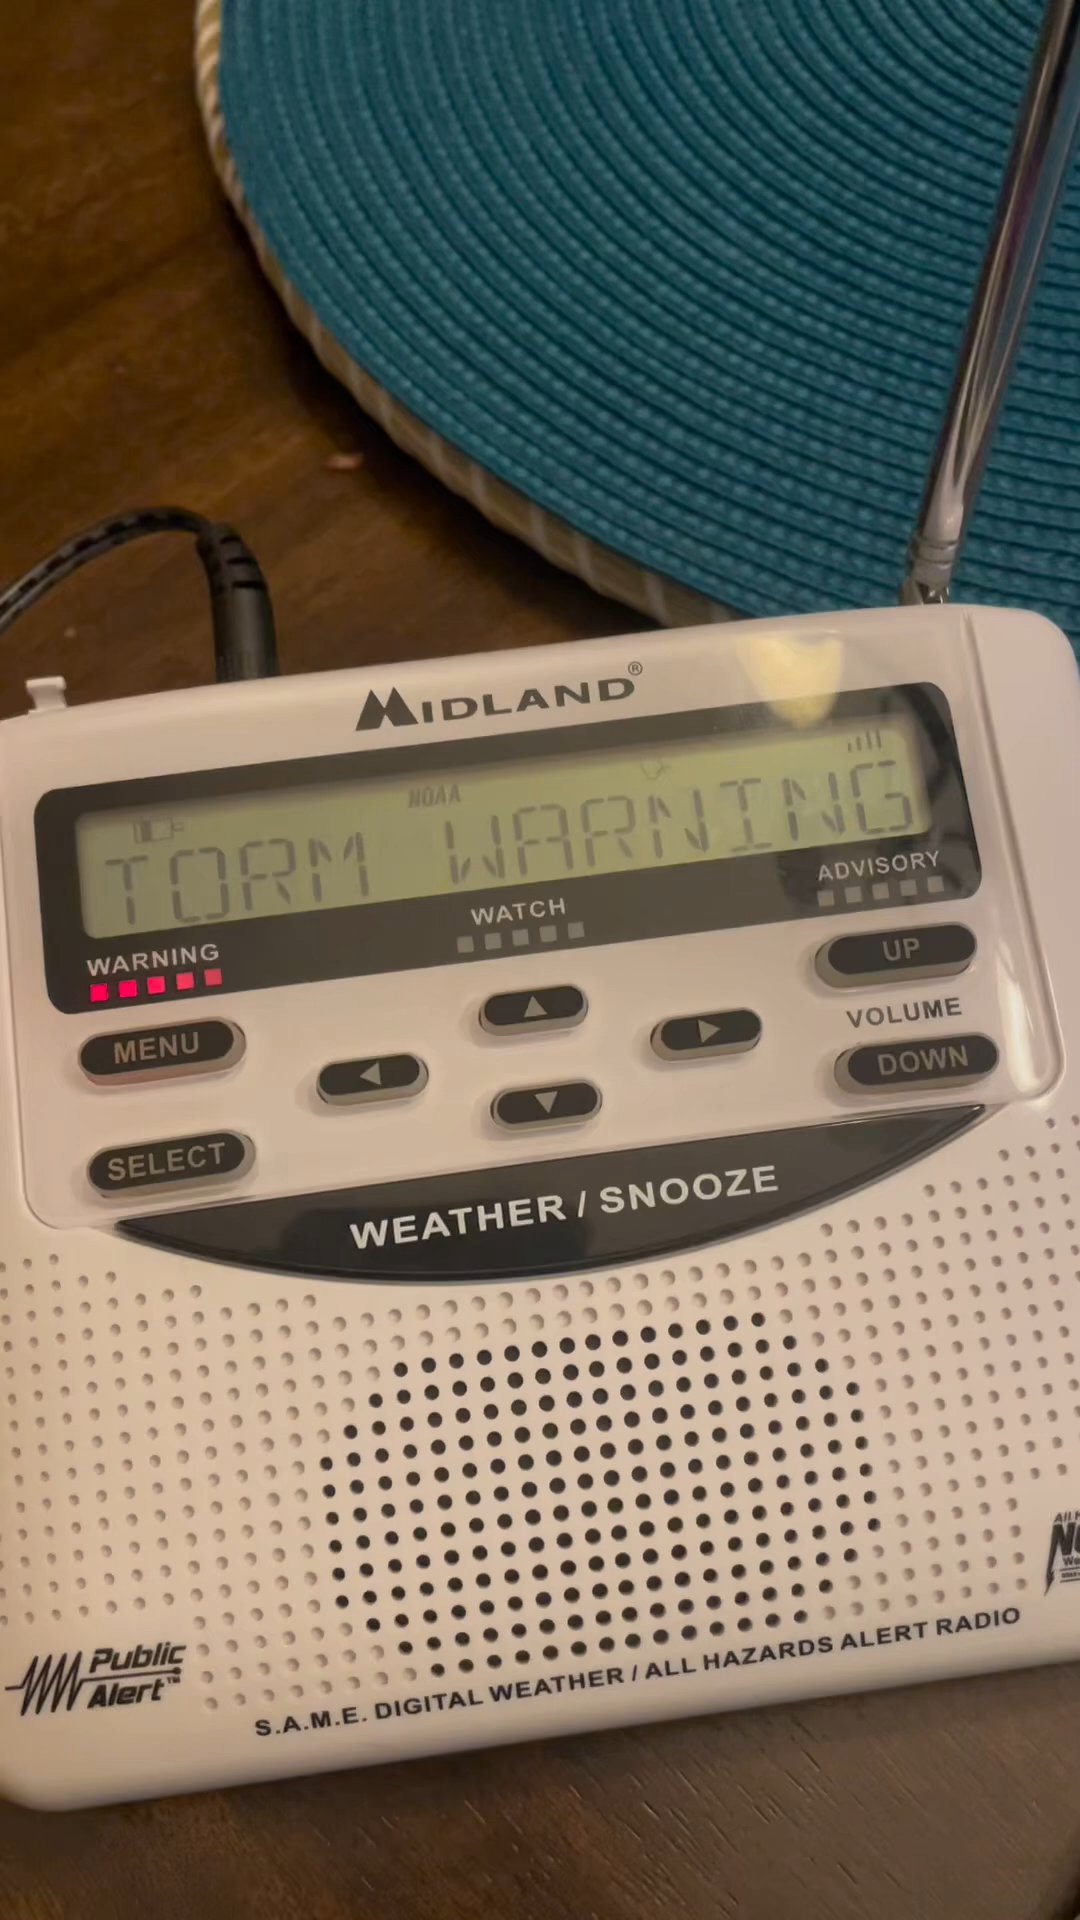 MIDLAND®
NOAA
TORM WARNING
WARNING
WATCH
ADVISORY
MENU
UP
VOLUME
DOWN
SELECT
WEATHER / SNOOZE
Public
Alert™
S.A.M.E. DIGITAL WEATHER / ALL HAZARDS ALERT RADIO